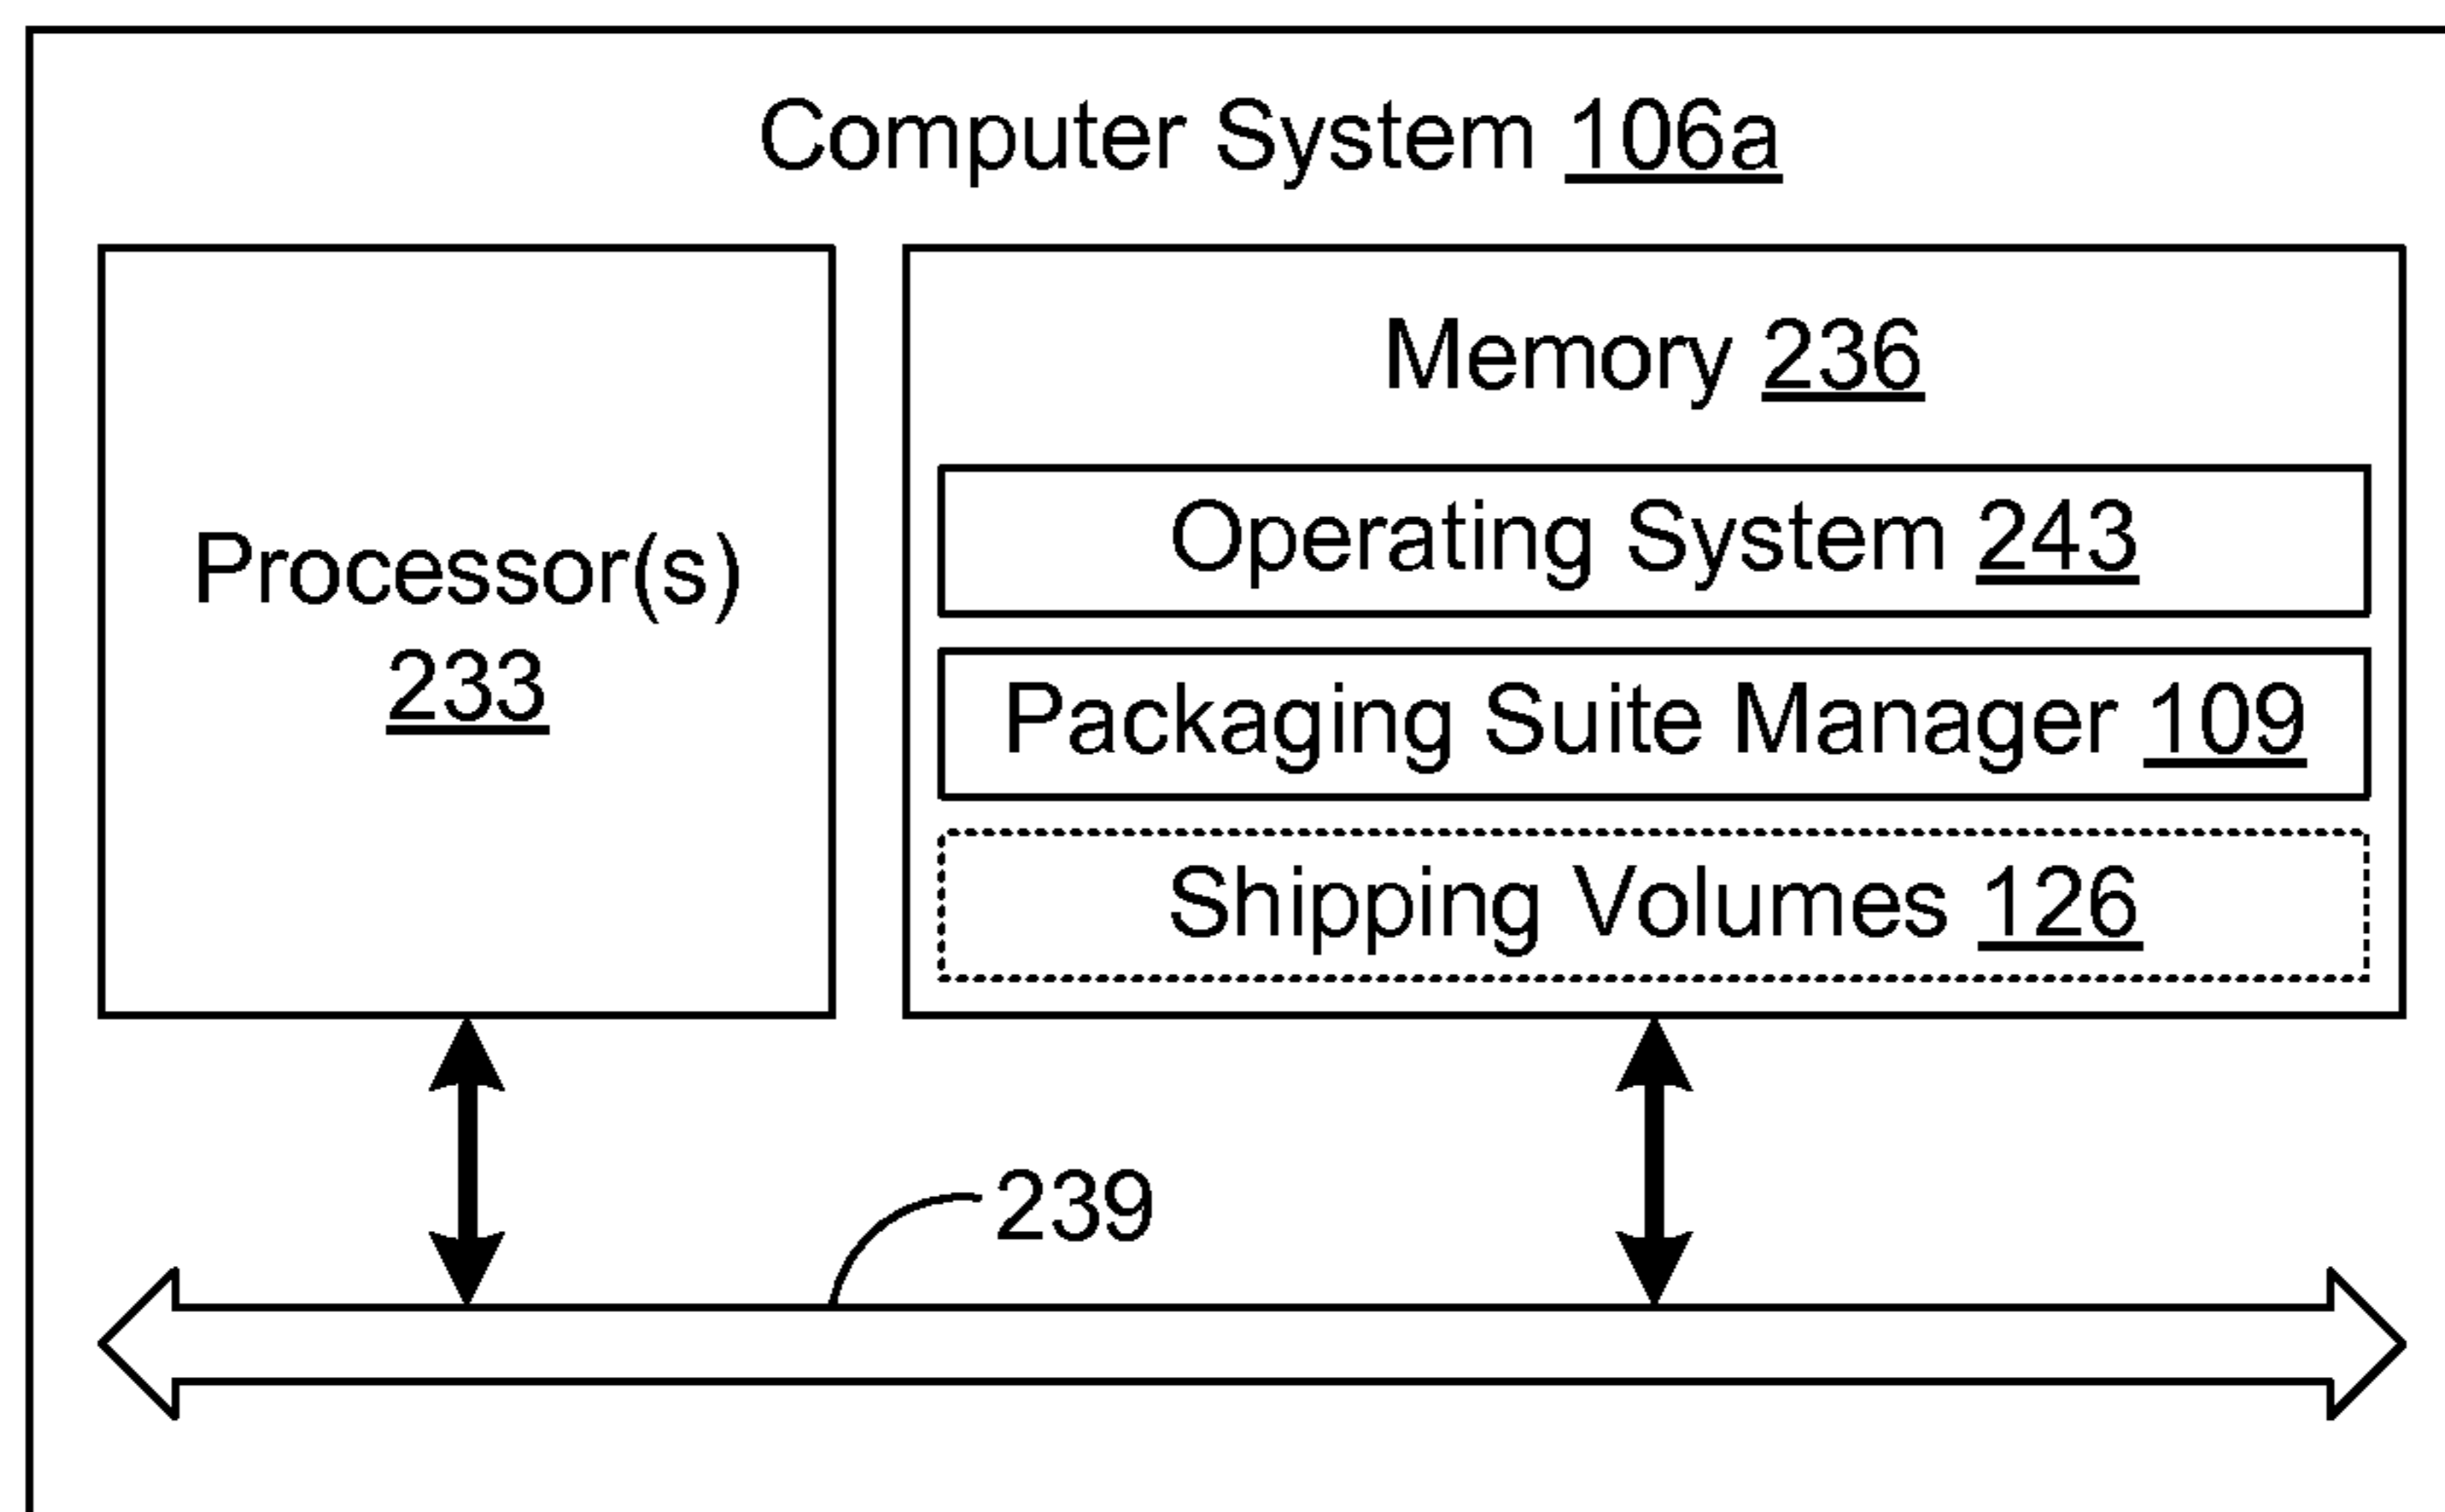 Computer System 106a
Processor(s)
233
Memory 236
Operating System 243
Packaging Suite Manager 109
Shipping Volumes 126
239